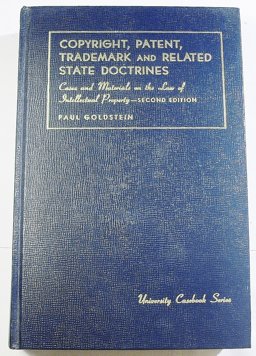 COPYRIGHT, PATENT,
TRADEMARK AND RELATED
STATE DOCTRINES
Cases and Materials on the Law of
Intellectual Property—SECOND EDITION
PAUL GOLDSTEIN
University Casebook Series